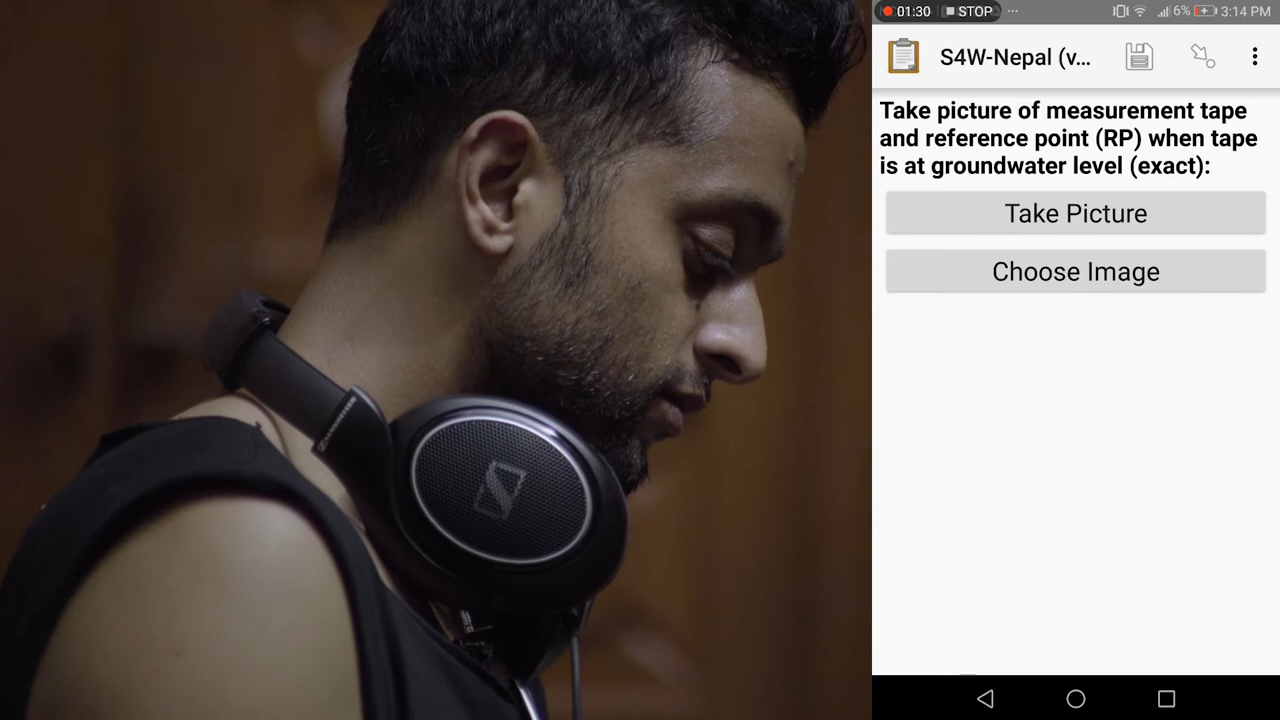 SENNHEISER
01:30
STOP
6%
3:14 PM
S4W-Nepal (v...
Take picture of measurement tape
and reference point (RP) when tape
is at groundwater level (exact):
Take Picture
Choose Image